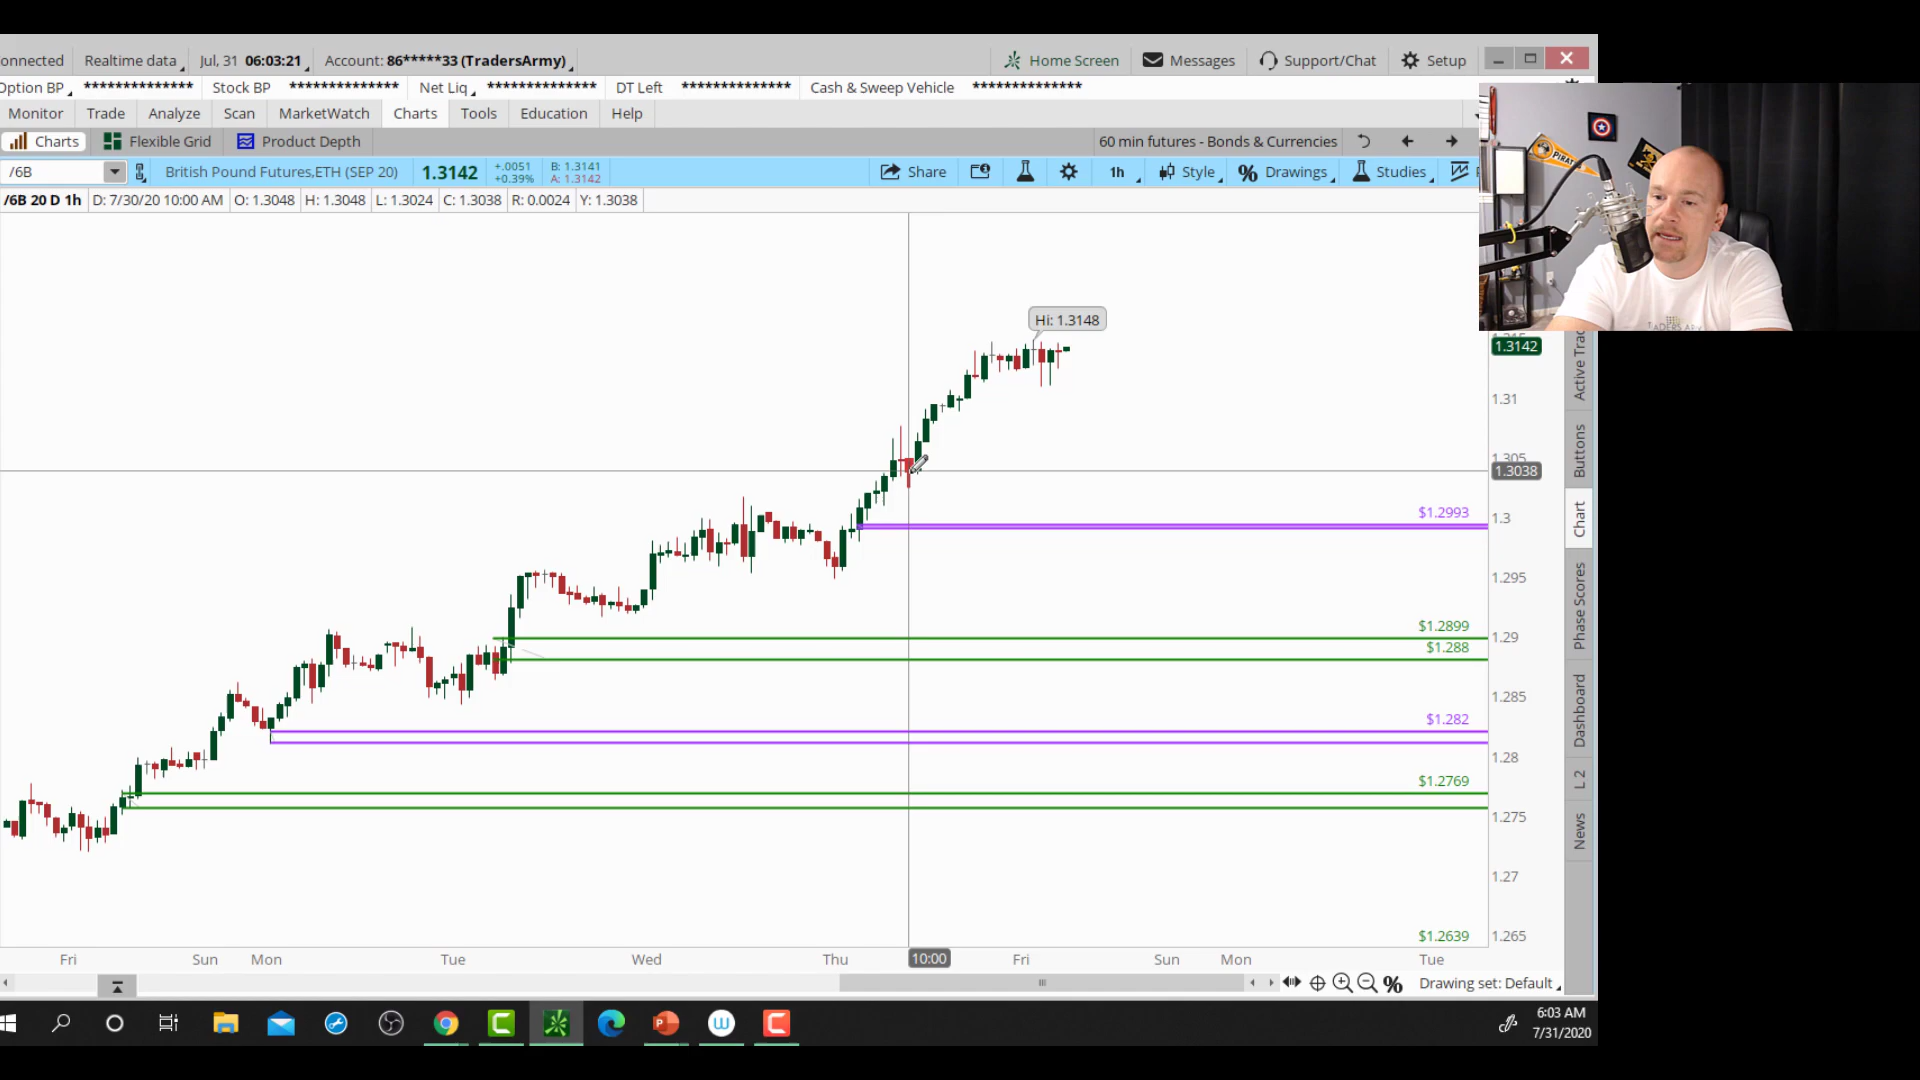 onnected Realtime data Jul, 31 06:03:21 Account: 86*****33 (TradersArmy) Home Screen Messages Support/Chat Setup
Option BP ************** Stock BP ************** Net Liq ************** DT Left ************** Cash & Sweep Vehicle **************
Monitor Trade Analyze Scan MarketWatch Charts Tools Education Help
Charts Flexible Grid Product Depth 60 min futures - Bonds & Currencies
/6B British Pound Futures,ETH (SEP 20) 1.3142 +.0051 +0.39% B: 1.3141 A: 1.3142 Share 1h Style Drawings Studies
/6B 20 D 1h D: 7/30/20 10:00 AM O: 1.3048 H: 1.3048 L: 1.3024 C: 1.3038 R: 0.0024 Y: 1.3038
PIRAT
Hi: 1.3148
1.3142
1.31
1.305
1.3038
$1.2993
1.3
1.295
$1.2899
1.29
$1.288
1.285
$1.282
1.28
$1.2769
1.275
1.27
$1.2639
1.265
Active Tra
Buttons
Chart
Phase Scores
Dashboard
L 2
News
Fri Sun Mon Tue Wed Thu 10:00 Fri Sun Mon Tue
Drawing set: Default
6:03 AM
7/31/2020